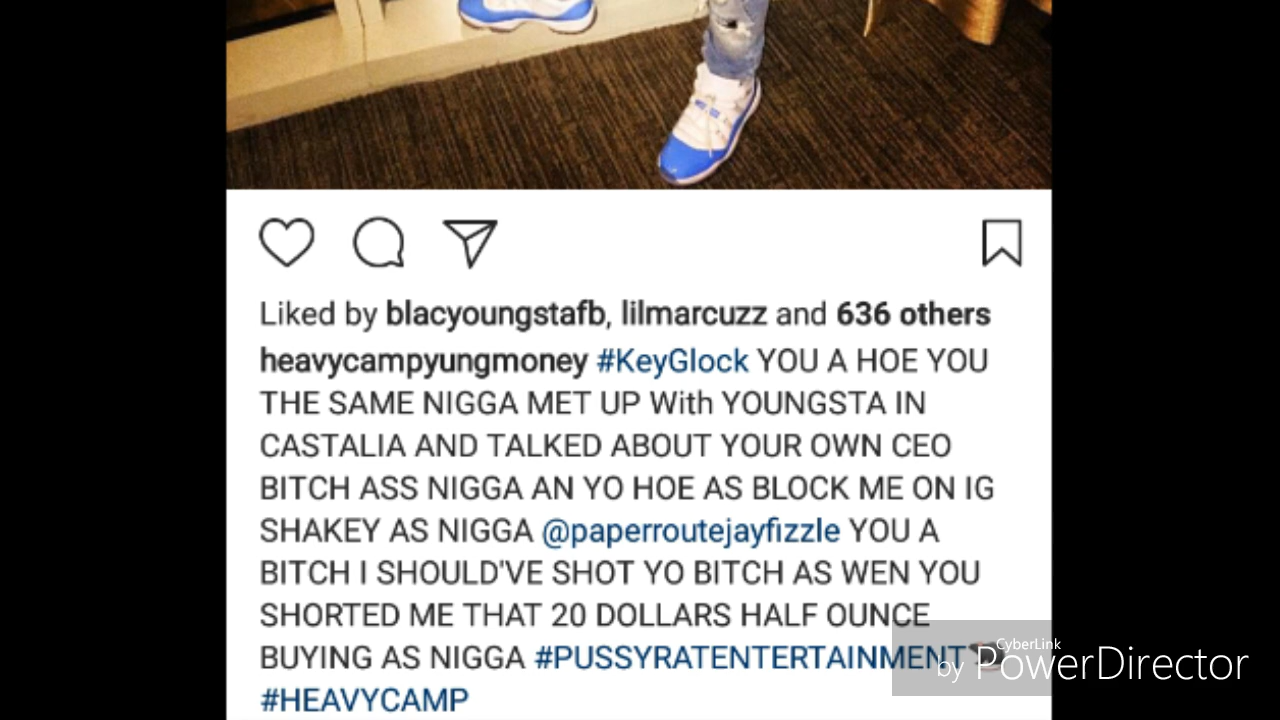 Liked by blacyoungstafb, lilmarcuzz and 636 others
heavycampyungmoney #KeyGlock YOU A HOE YOU
THE SAME NIGGA MET UP With YOUNGSTA IN
CASTALIA AND TALKED ABOUT YOUR OWN CEO
BITCH ASS NIGGA AN YO HOE AS BLOCK ME ON IG
SHAKEY AS NIGGA @paperroutejayfizzle YOU A
BITCH I SHOULD'VE SHOT YO BITCH AS WEN YOU
SHORTED ME THAT 20 DOLLARS HALF OUNCE
BUYING AS NIGGA #PUSSYRATENTERTAINMENT
#HEAVYCAMP
CyberLink
by PowerDirector